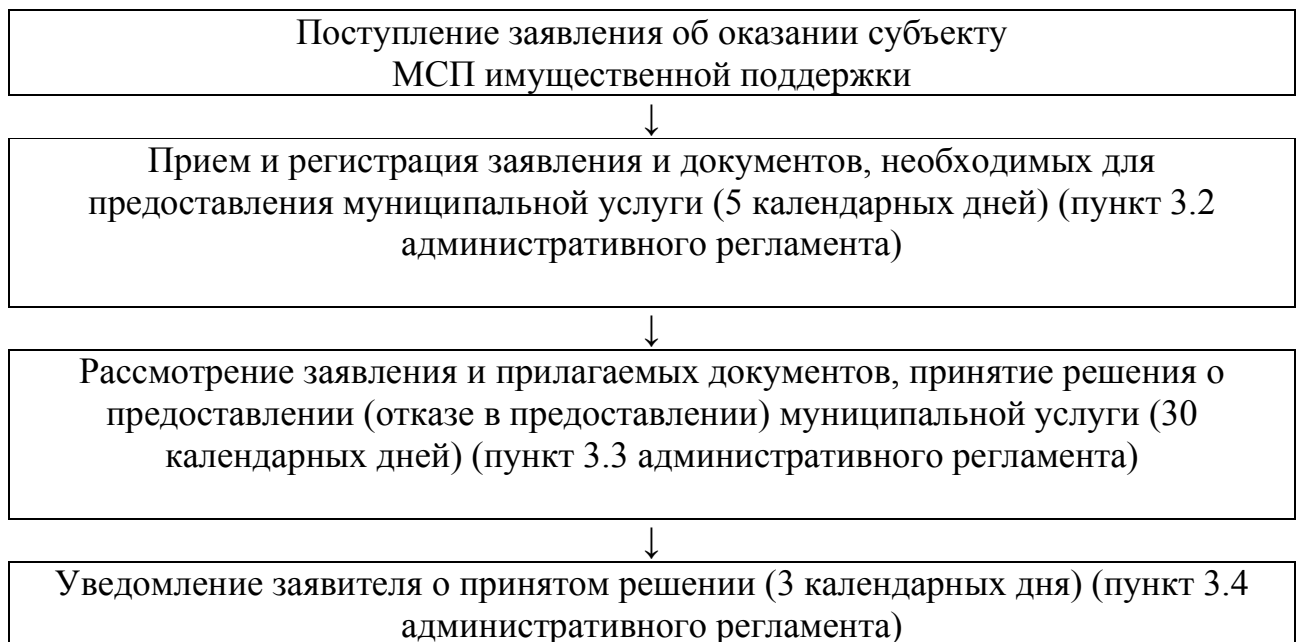 Поступление заявления об оказании субъекту
МСП имущественной поддержки
↓
Прием и регистрация заявления и документов, необходимых для
предоставления муниципальной услуги (5 календарных дней) (пункт 3.2
административного регламента)
↓
Рассмотрение заявления и прилагаемых документов, принятие решения о
предоставлении (отказе в предоставлении) муниципальной услуги (30
календарных дней) (пункт 3.3 административного регламента)
↓
Уведомление заявителя о принятом решении (3 календарных дня) (пункт 3.4
административного регламента)